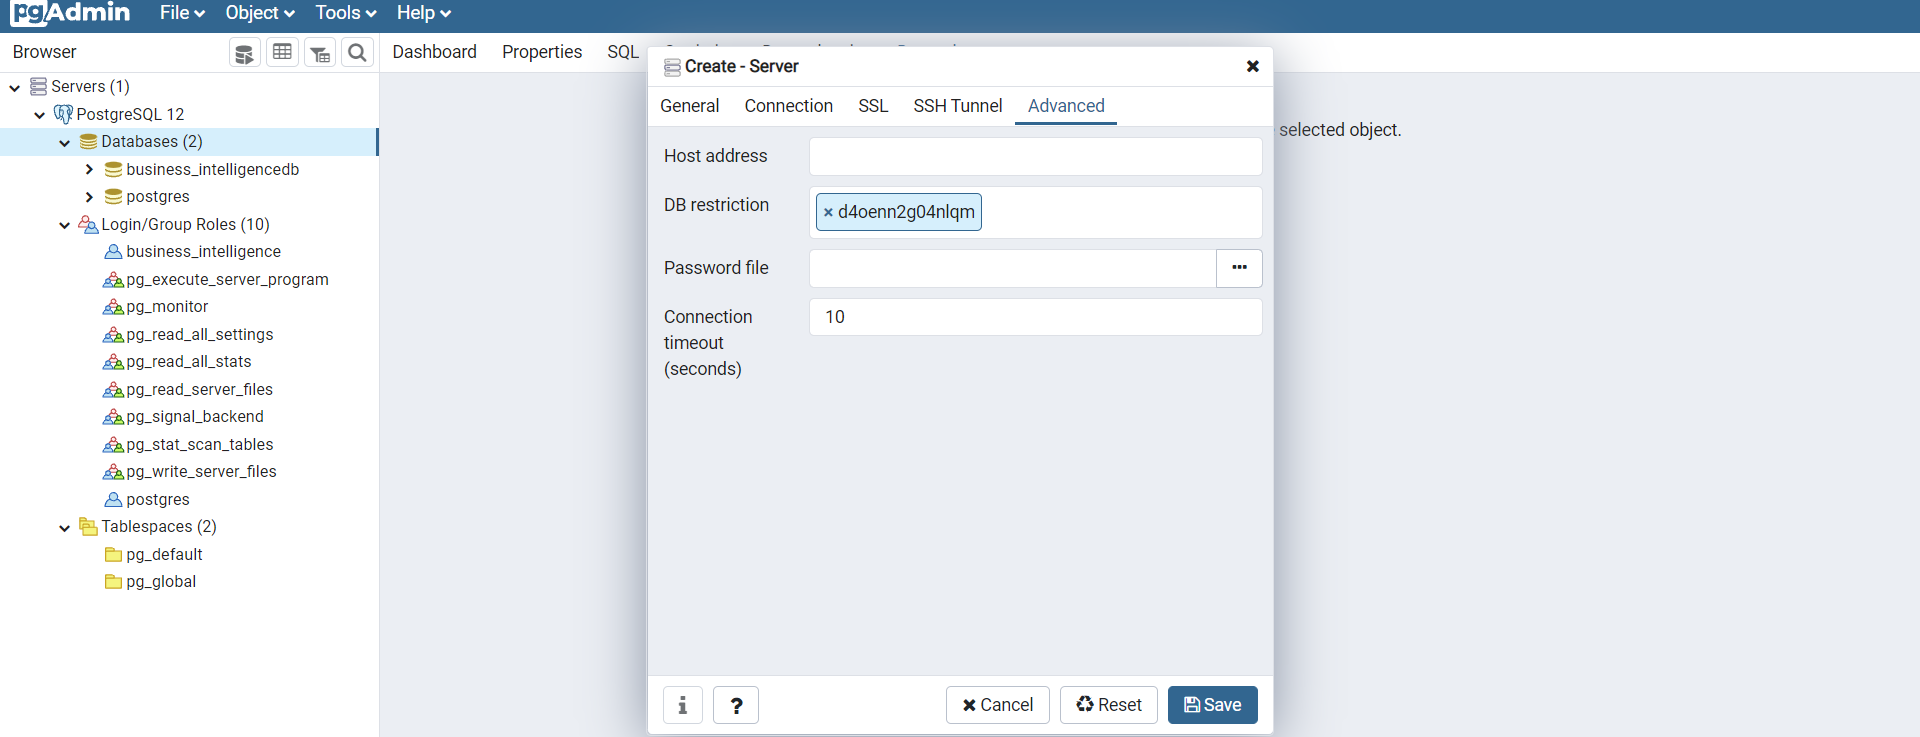 pgAdmin File Object Tools Help
Browser
Dashboard Properties SQL
Servers (1)
PostgreSQL 12
Databases (2)
business_intelligencedb
postgres
Login/Group Roles (10)
business_intelligence
pg_execute_server_program
pg_monitor
pg_read_all_settings
pg_read_all_stats
pg_read_server_files
pg_signal_backend
pg_stat_scan_tables
pg_write_server_files
postgres
Tablespaces (2)
pg_default
pg_global
Create - Server
General Connection SSL SSH Tunnel Advanced
Host address
DB restriction × d4oenn2g04nlqm
Password file
Connection timeout (seconds) 10
Cancel Reset Save
selected object.